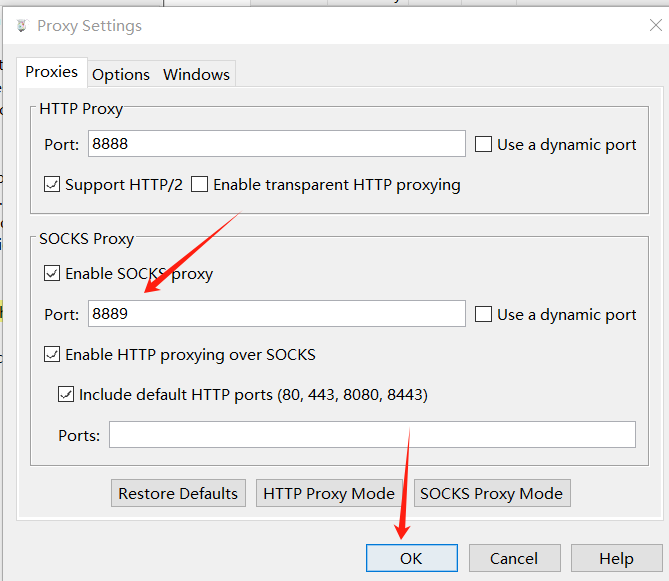 Proxy Settings
Proxies Options Windows
HTTP Proxy
Port: 8888 Use a dynamic port
Support HTTP/2 Enable transparent HTTP proxying
SOCKS Proxy
Enable SOCKS proxy
Port: 8889 Use a dynamic port
Enable HTTP proxying over SOCKS
Include default HTTP ports (80, 443, 8080, 8443)
Ports:
Restore Defaults HTTP Proxy Mode SOCKS Proxy Mode
OK Cancel Help